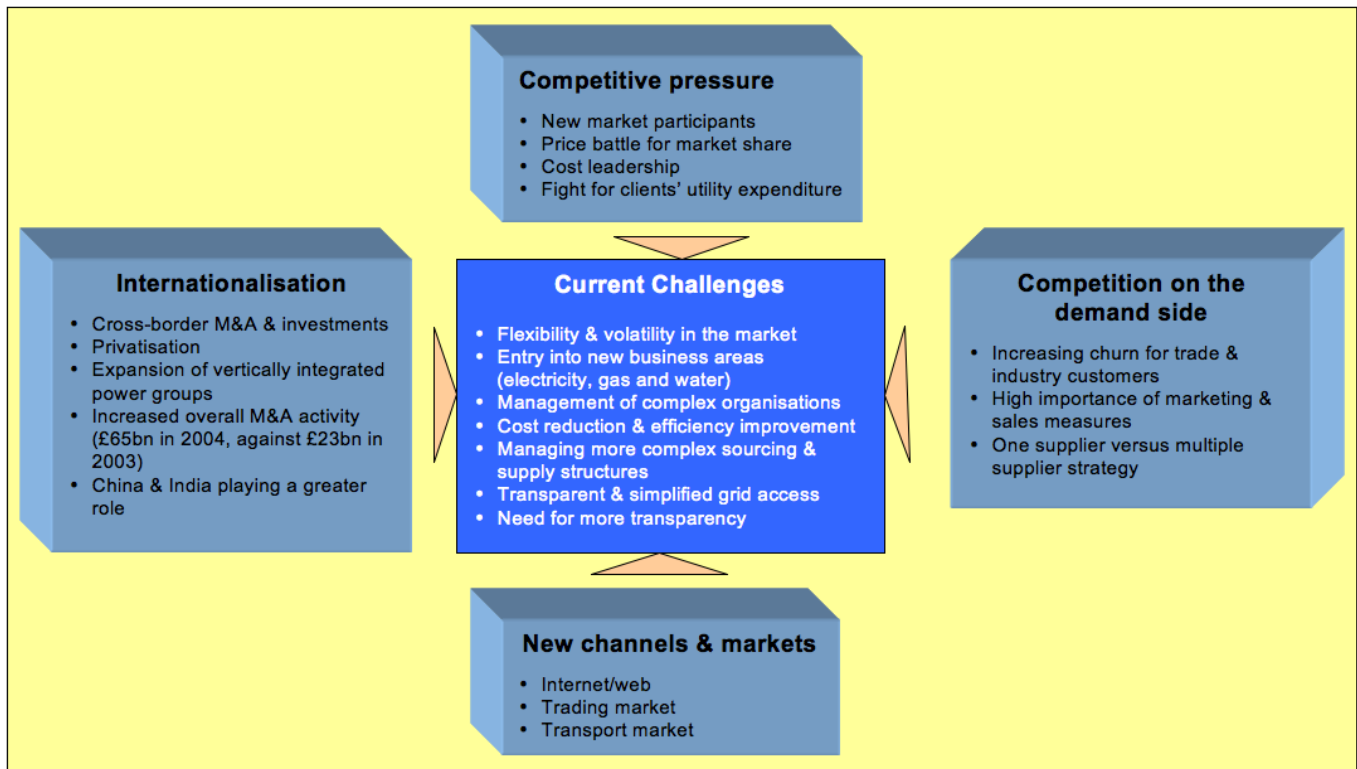 Competitive pressure
• New market participants
• Price battle for market share
• Cost leadership
• Fight for clients' utility expenditure
Internationalisation
• Cross-border M&A & investments
• Privatisation
• Expansion of vertically integrated
power groups
• Increased overall M&A activity
(£65bn in 2004, against £23bn in
2003)
• China & India playing a greater
role
Current Challenges
• Flexibility & volatility in the market
• Entry into new business areas
(electricity, gas and water)
• Management of complex organisations
• Cost reduction & efficiency improvement
• Managing more complex sourcing &
supply structures
• Transparent & simplified grid access
• Need for more transparency
Competition on the
demand side
• Increasing churn for trade &
industry customers
• High importance of marketing &
sales measures
• One supplier versus multiple
supplier strategy
New channels & markets
• Internet/web
• Trading market
• Transport market